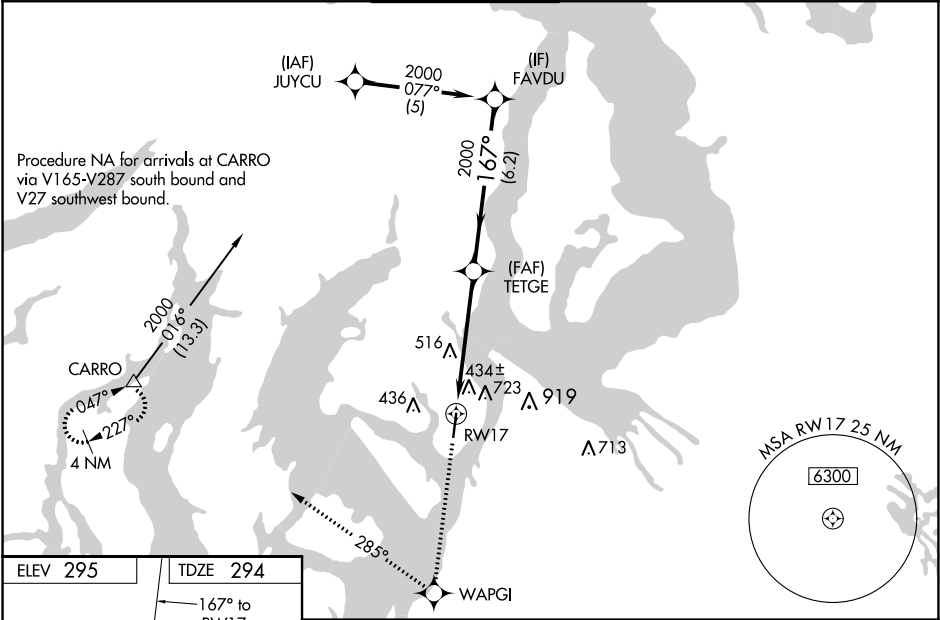 (IAF)
JUYCU
2000
077°
(5)
(IF)
FAVDU
Procedure NA for arrivals at CARRO
via V165-V287 south bound and
V27 southwest bound.
2000
167°
(6.2)
(FAF)
TETGE
2000
016°
(13.3)
CARRO
047°
227°
4 NM
516
434±
723
436
919
RW17
713
MSA RW17 25 NM
6300
285°
WAPGI
ELEV 295
TDZE 294
167° to
RW17